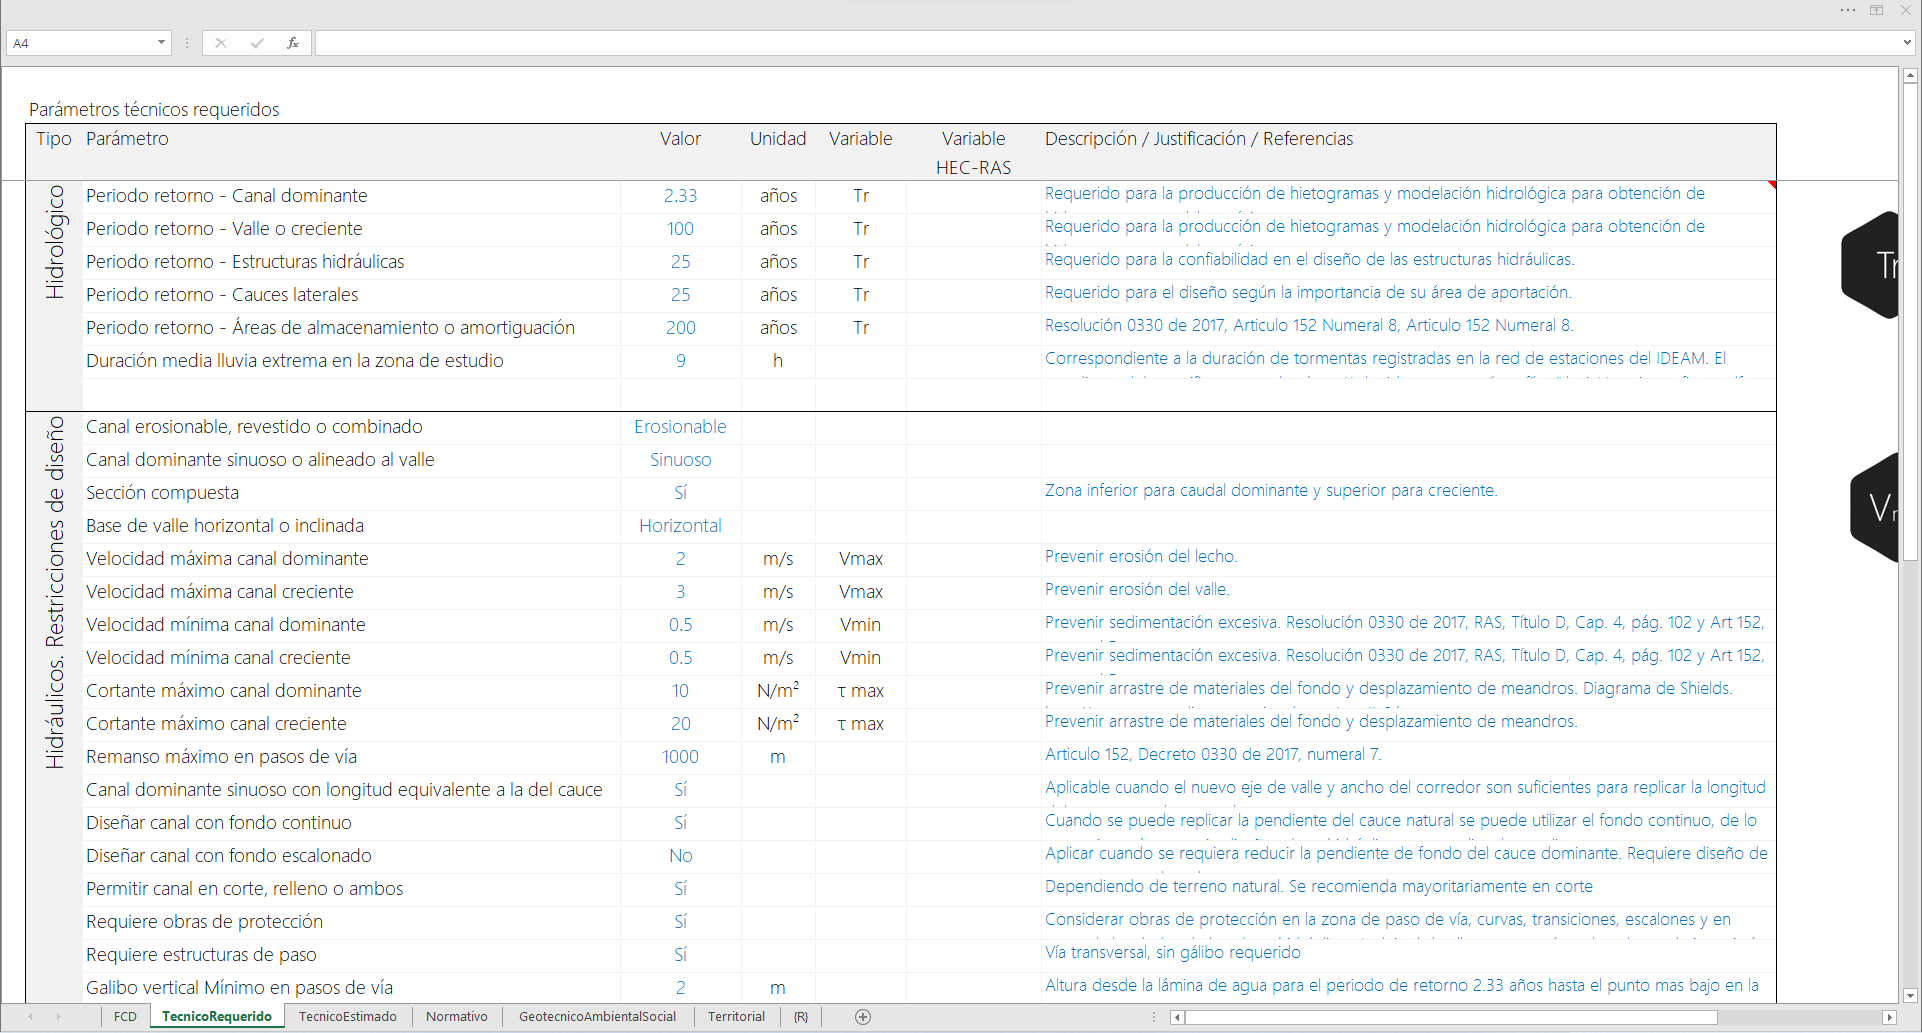 A4
fx
Parámetros técnicos requeridos
Tipo Parámetro Valor Unidad Variable Variable HEC-RAS Descripción / Justificación / Referencias
Hidrológico
Periodo retorno - Canal dominante 2.33 años Tr Requerido para la producción de hietogramas y modelación hidrológica para obtención de
Periodo retorno - Valle o creciente 100 años Tr Requerido para la producción de hietogramas y modelación hidrológica para obtención de
Periodo retorno - Estructuras hidráulicas 25 años Tr Requerido para la confiabilidad en el diseño de las estructuras hidráulicas.
Periodo retorno - Cauces laterales 25 años Tr Requerido para el diseño según la importancia de su área de aportación.
Periodo retorno - Áreas de almacenamiento o amortiguación 200 años Tr Resolución 0330 de 2017, Articulo 152 Numeral 8, Articulo 152 Numeral 8.
Duración media lluvia extrema en la zona de estudio 9 h Correspondiente a la duración de tormentas registradas en la red de estaciones del IDEAM. El
Hidráulicos. Restricciones de diseño
Canal erosionable, revestido o combinado Erosionable
Canal dominante sinuoso o alineado al valle Sinuoso
Sección compuesta Sí Zona inferior para caudal dominante y superior para creciente.
Base de valle horizontal o inclinada Horizontal
Velocidad máxima canal dominante 2 m/s Vmax Prevenir erosión del lecho.
Velocidad máxima canal creciente 3 m/s Vmax Prevenir erosión del valle.
Velocidad mínima canal dominante 0.5 m/s Vmin Prevenir sedimentación excesiva. Resolución 0330 de 2017, RAS, Título D, Cap. 4, pág. 102 y Art 152,
Velocidad mínima canal creciente 0.5 m/s Vmin Prevenir sedimentación excesiva. Resolución 0330 de 2017, RAS, Título D, Cap. 4, pág. 102 y Art 152,
Cortante máximo canal dominante 10 N/m² τ max Prevenir arrastre de materiales del fondo y desplazamiento de meandros. Diagrama de Shields.
Cortante máximo canal creciente 20 N/m² τ max Prevenir arrastre de materiales del fondo y desplazamiento de meandros.
Remanso máximo en pasos de vía 1000 m Articulo 152, Decreto 0330 de 2017, numeral 7.
Canal dominante sinuoso con longitud equivalente a la del cauce Sí Aplicable cuando el nuevo eje de valle y ancho del corredor son suficientes para replicar la longitud
Diseñar canal con fondo continuo Sí Cuando se puede replicar la pendiente del cauce natural se puede utilizar el fondo continuo, de lo
Diseñar canal con fondo escalonado No Aplicar cuando se requiera reducir la pendiente de fondo del cauce dominante. Requiere diseño de
Permitir canal en corte, relleno o ambos Sí Dependiendo de terreno natural. Se recomienda mayoritariamente en corte
Requiere obras de protección Sí Considerar obras de protección en la zona de paso de vía, curvas, transiciones, escalones y en
Requiere estructuras de paso Sí Vía transversal, sin gálibo requerido
Galibo vertical Mínimo en pasos de vía 2 m Altura desde la lámina de agua para el periodo de retorno 2.33 años hasta el punto mas bajo en la
Tr
FCD TecnicoRequerido TecnicoEstimado Normativo GeotecnicoAmbientalSocial Territorial {R}